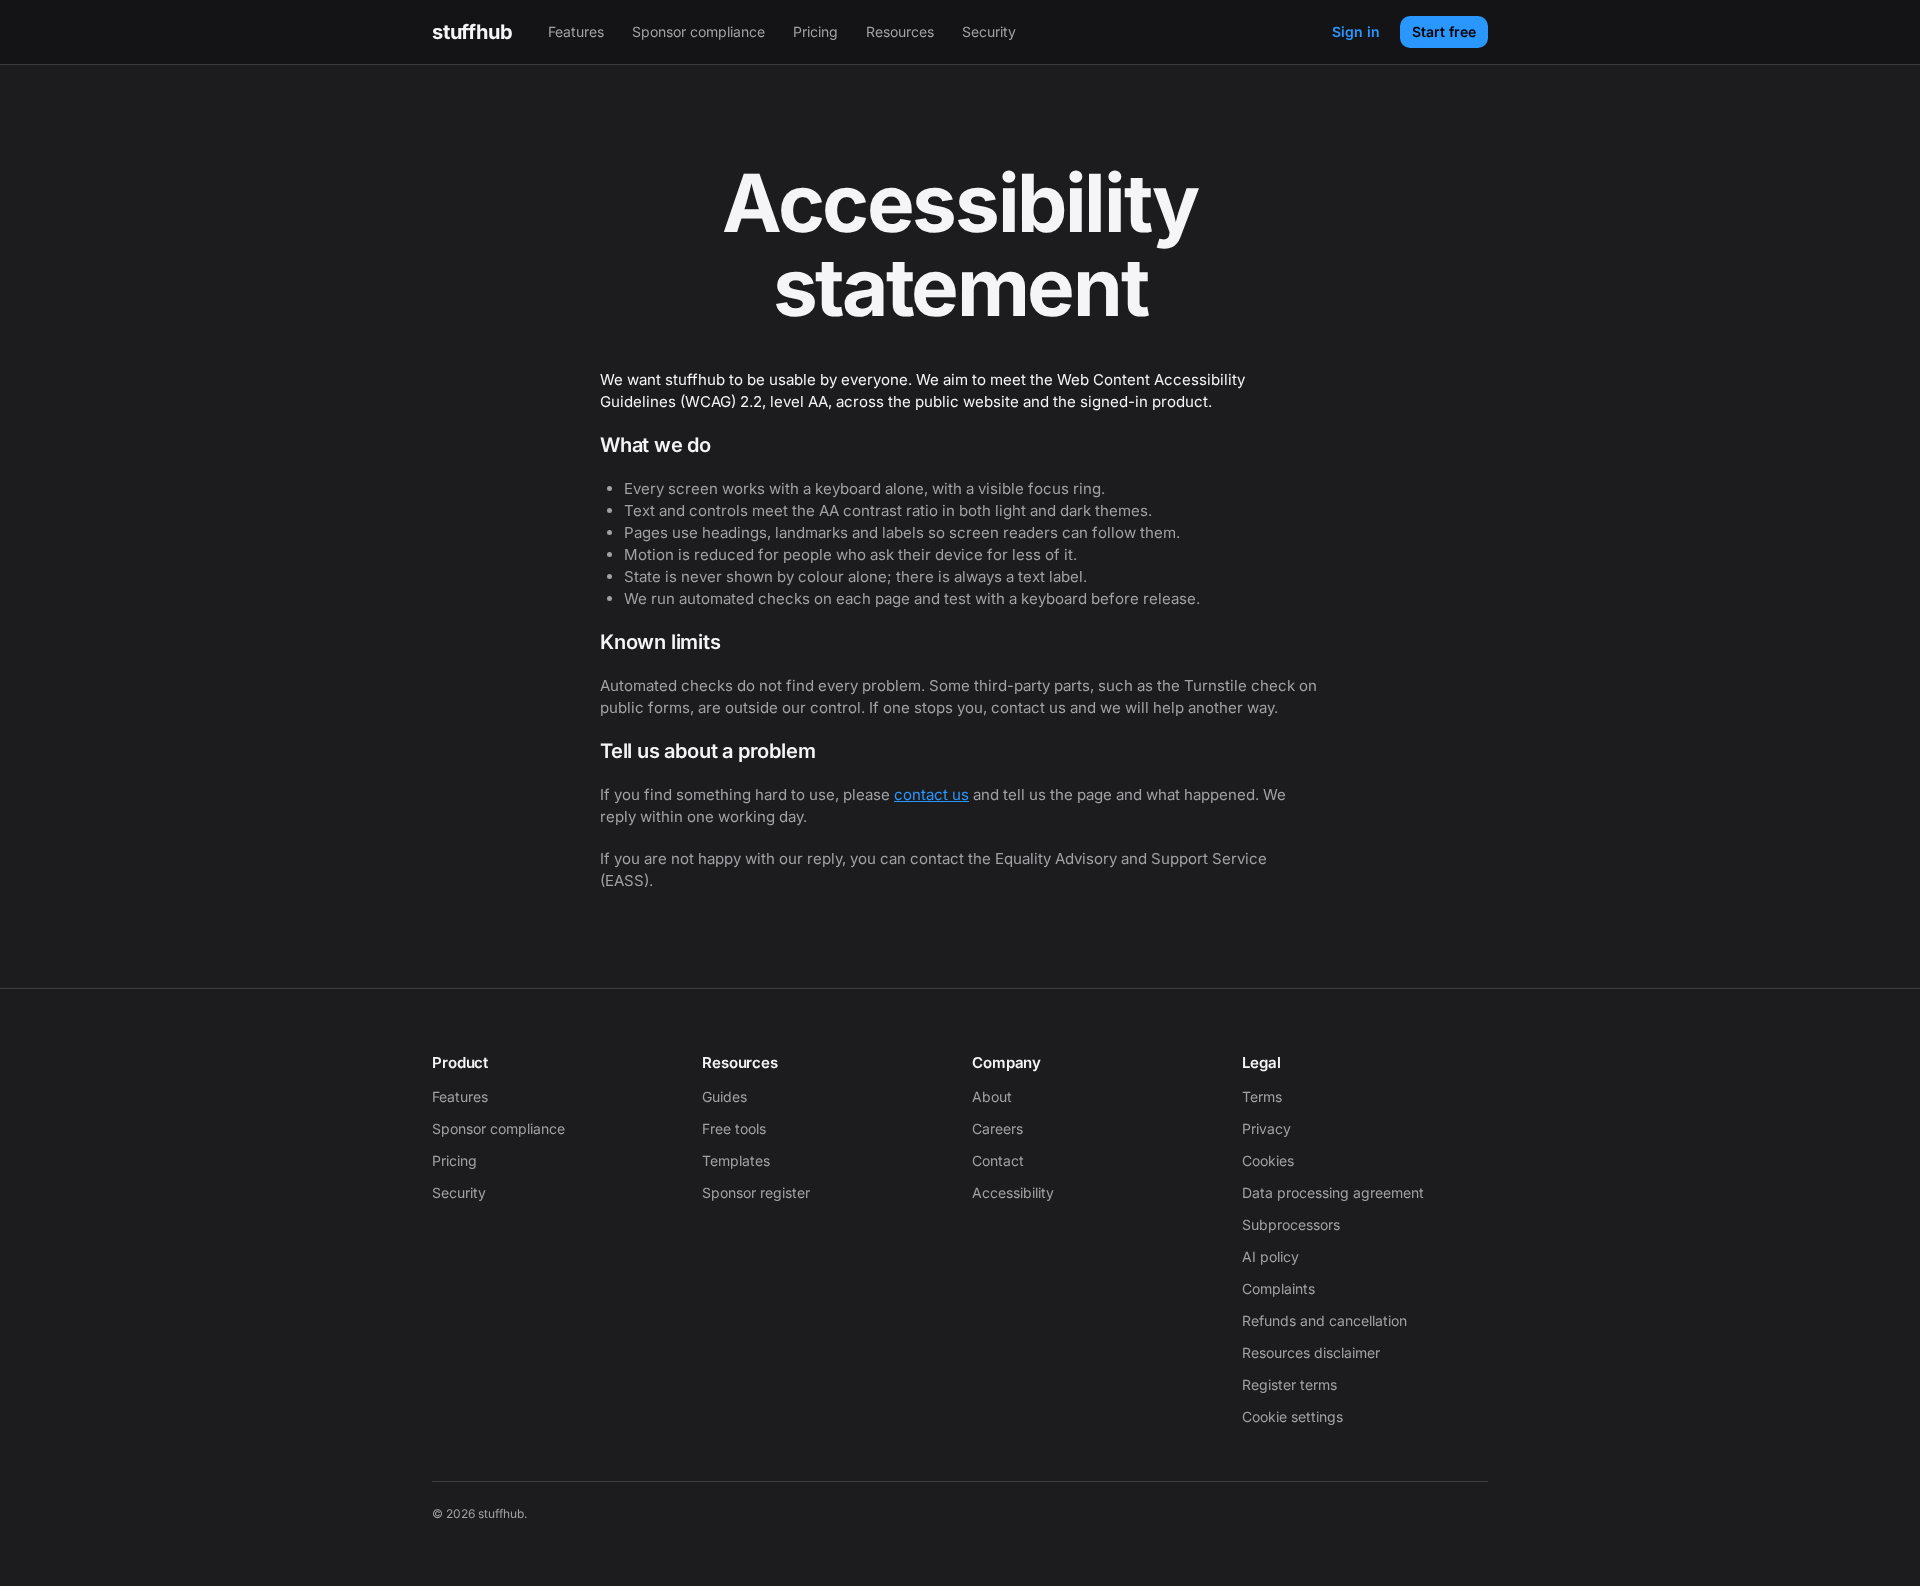 stuffhub
Features
Sponsor compliance
Pricing
Resources
Security
Sign in
Start free
Accessibility
statement
We want stuffhub to be usable by everyone. We aim to meet the Web Content Accessibility
Guidelines (WCAG) 2.2, level AA, across the public website and the signed-in product.
What we do
• Every screen works with a keyboard alone, with a visible focus ring.
• Text and controls meet the AA contrast ratio in both light and dark themes.
• Pages use headings, landmarks and labels so screen readers can follow them.
• Motion is reduced for people who ask their device for less of it.
• State is never shown by colour alone; there is always a text label.
• We run automated checks on each page and test with a keyboard before release.
Known limits
Automated checks do not find every problem. Some third-party parts, such as the Turnstile check on
public forms, are outside our control. If one stops you, contact us and we will help another way.
Tell us about a problem
If you find something hard to use, please contact us and tell us the page and what happened. We
reply within one working day.
If you are not happy with our reply, you can contact the Equality Advisory and Support Service
(EASS).
Product
Features
Sponsor compliance
Pricing
Security
Resources
Guides
Free tools
Templates
Sponsor register
Company
About
Careers
Contact
Accessibility
Legal
Terms
Privacy
Cookies
Data processing agreement
Subprocessors
AI policy
Complaints
Refunds and cancellation
Resources disclaimer
Register terms
Cookie settings
© 2026 stuffhub.